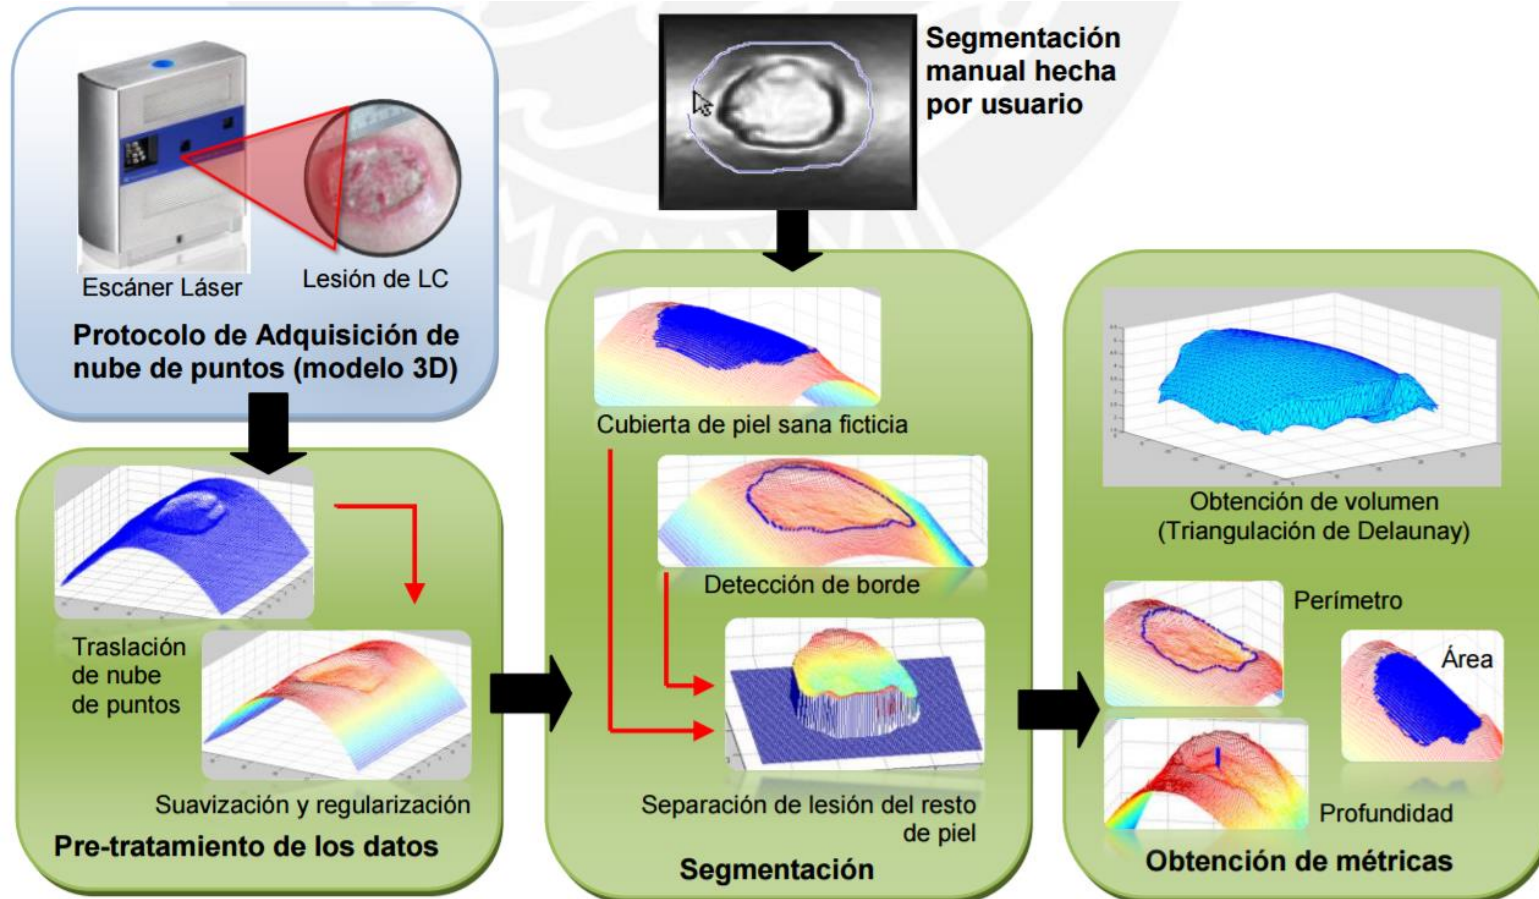 Escáner Láser
Lesión de LC
Protocolo de Adquisición de
nube de puntos (modelo 3D)
Segmentación
manual hecha
por usuario
Traslación
de nube
de puntos
Suavización y regularización
Pre-tratamiento de los datos
Cubierta de piel sana ficticia
Detección de borde
Separación de lesión del resto
de piel
Segmentación
Obtención de volumen
(Triangulación de Delaunay)
Perímetro
Área
Profundidad
Obtención de métricas